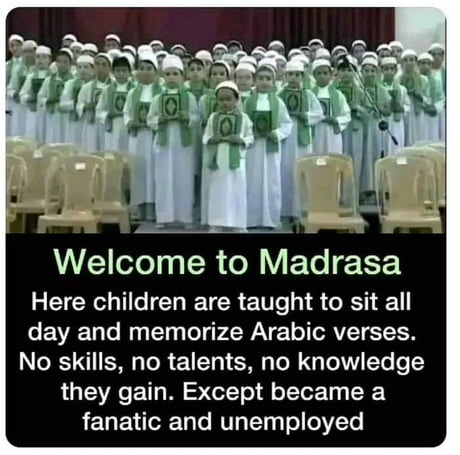 Welcome to Madrasa
Here children are taught to sit all
day and memorize Arabic verses.
No skills, no talents, no knowledge
they gain. Except became a
fanatic and unemployed